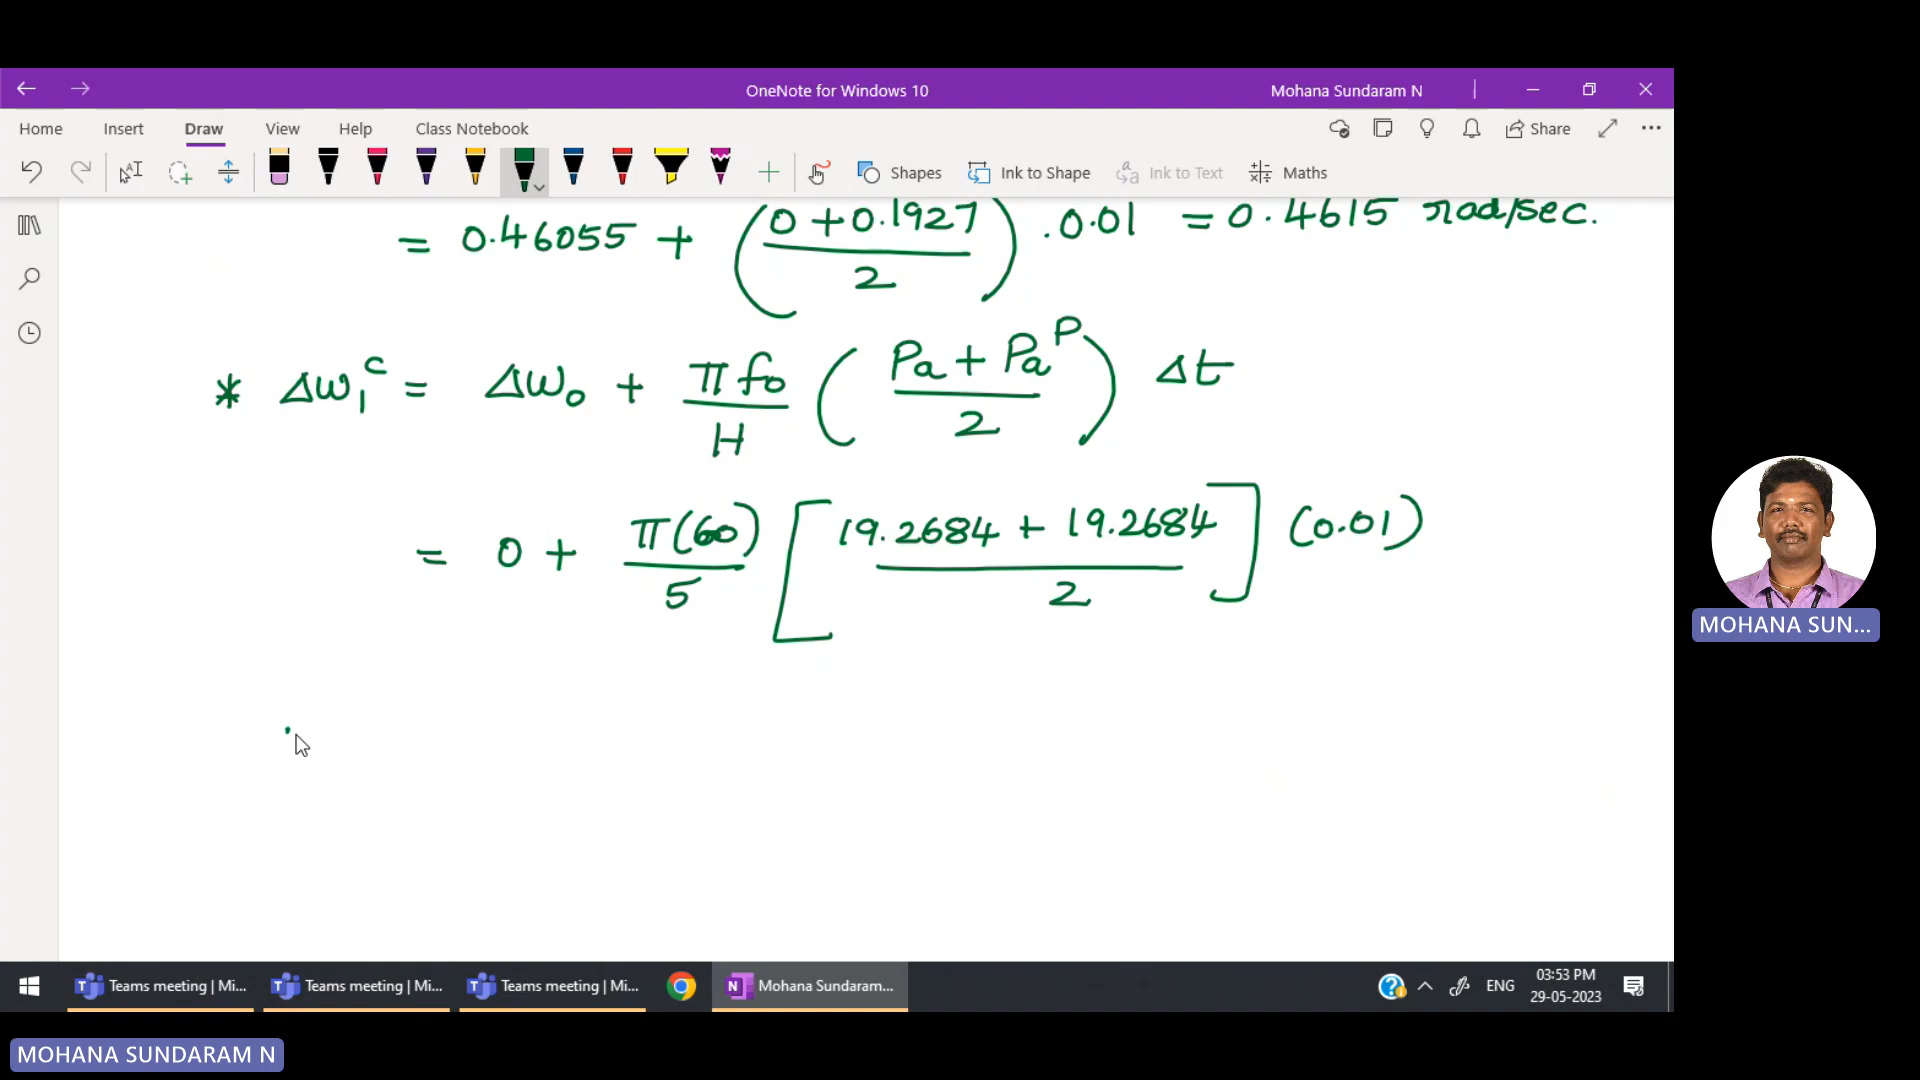 OneNote for Windows 10
Mohana Sundaram N
Home Insert Draw View Help Class Notebook
Share
Shapes Ink to Shape Ink to Text Maths
= 0.46055 + (0 + 0.1927 / 2) . 0.01 = 0.4615 rad/sec.
* Δω₁ᶜ = Δω₀ + πf₀/H (Pa + Paᴾ / 2) Δt
= 0 + π(60)/5 [19.2684 + 19.2684 / 2] (0.01)
MOHANA SUN...
Teams meeting | Mi... Teams meeting | Mi... Teams meeting | Mi... Mohana Sundaram...
ENG
03:53 PM
29-05-2023
MOHANA SUNDARAM N